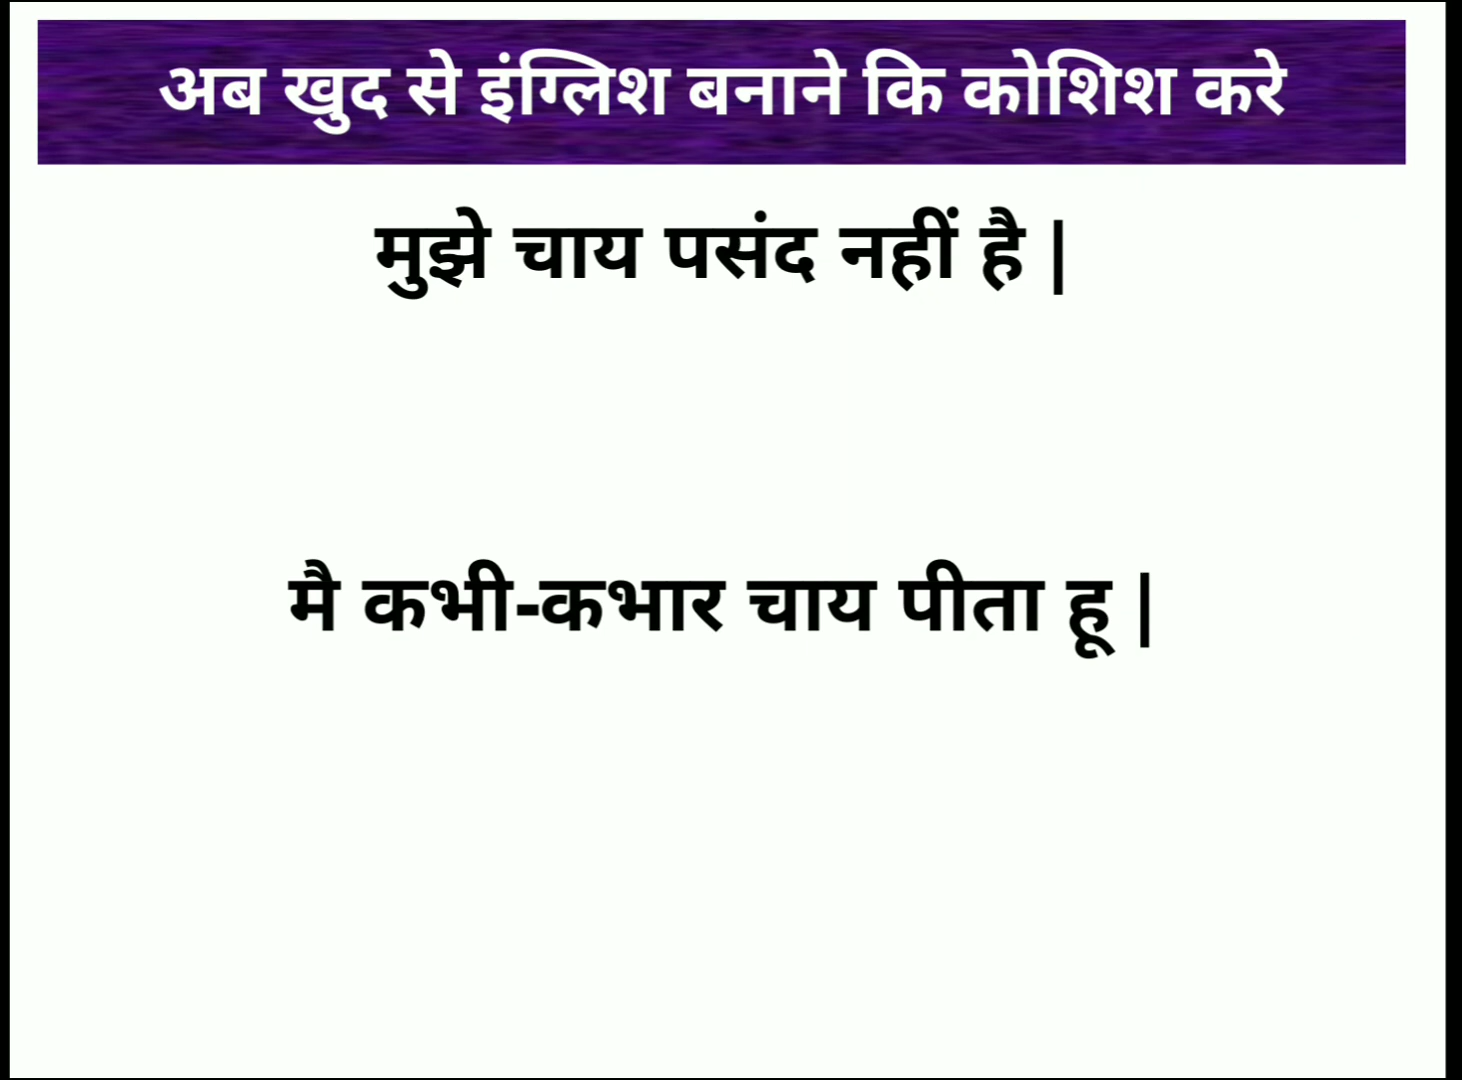 अब खुद से इंग्लिश बनाने कि कोशिश करे
मुझे चाय पसंद नहीं है |
मै कभी-कभार चाय पीता हू |